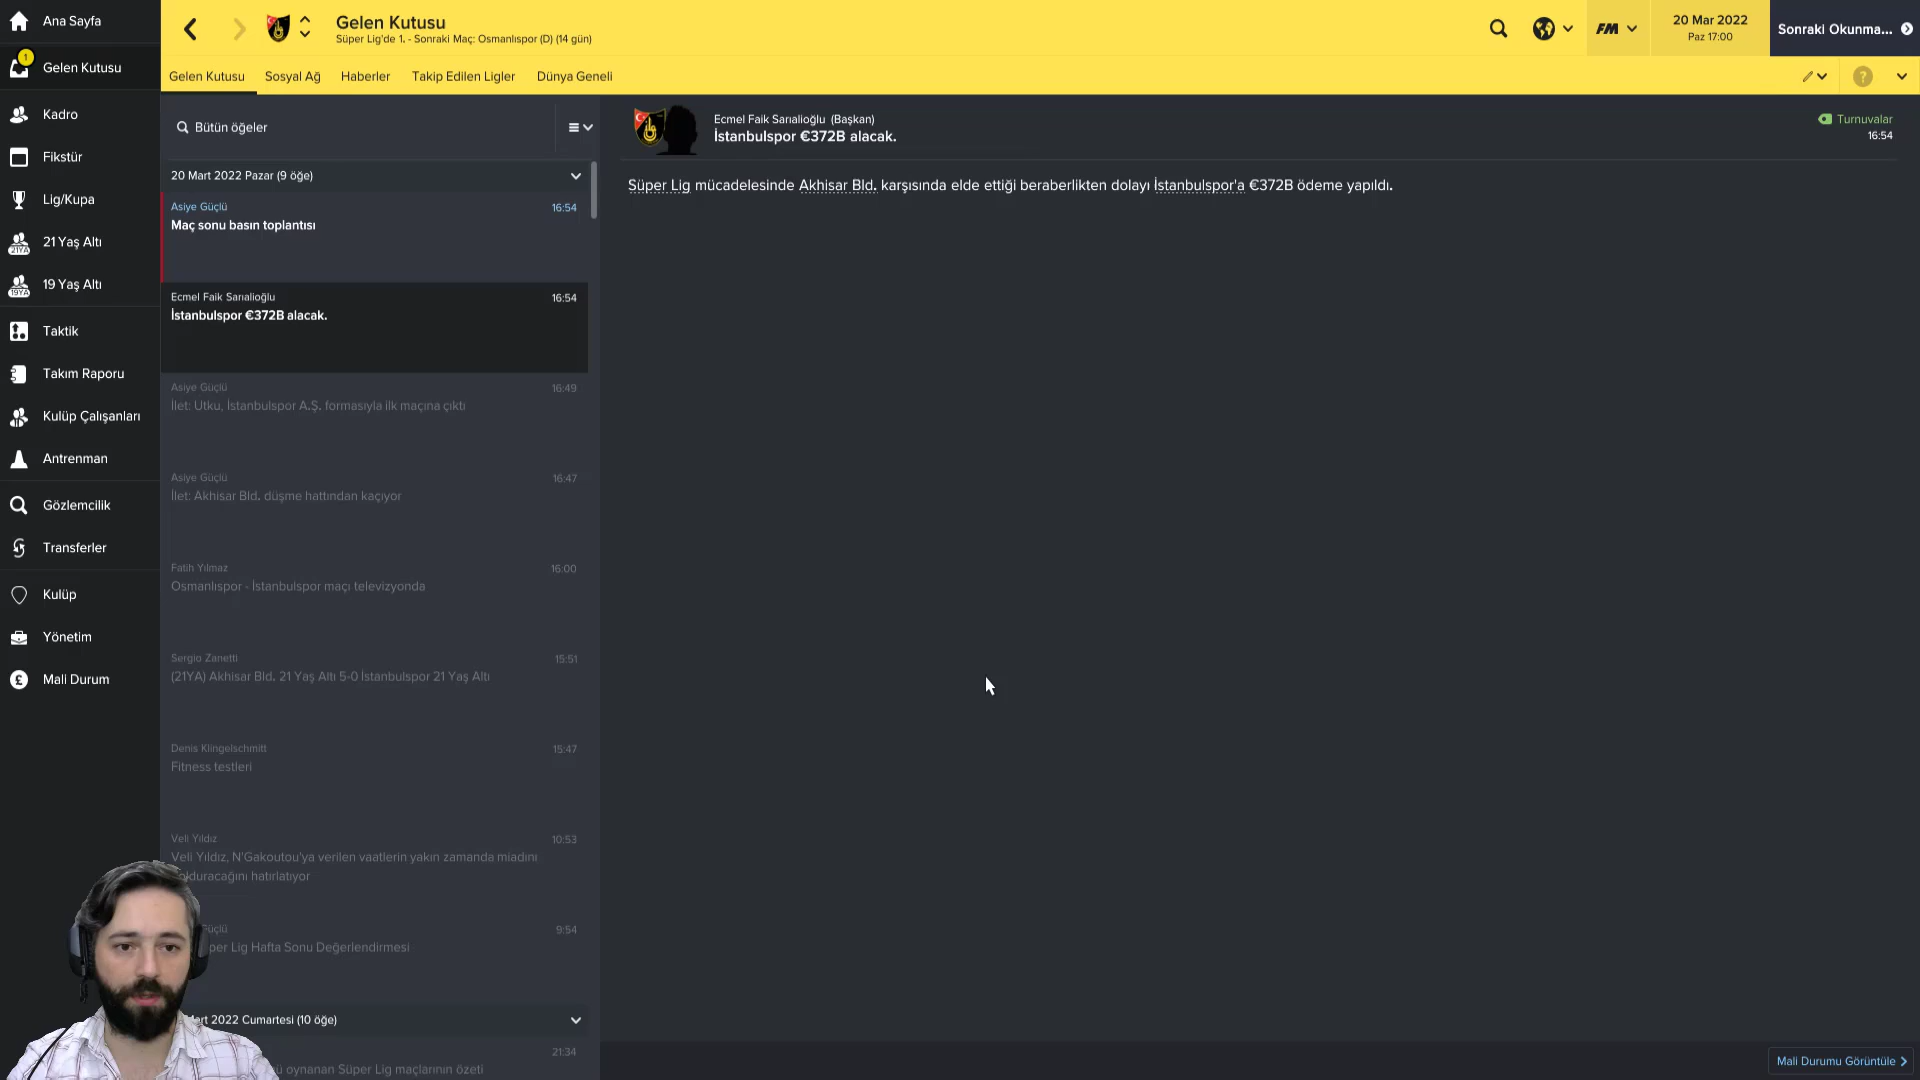 Ana Sayfa
1
Gelen Kutusu
Kadro
Fikstür
Lig/Kupa
21YA
21 Yaş Altı
19YA
19 Yaş Altı
Taktik
Takım Raporu
Kulüp Çalışanları
Antrenman
Gözlemcilik
Transferler
Kulüp
Yönetim
Mali Durum
Gelen Kutusu
Süper Lig'de 1. - Sonraki Maç: Osmanlıspor (D) (14 gün)
FM
20 Mar 2022
Paz 17:00
Sonraki Okunma...
Gelen Kutusu
Sosyal Ağ
Haberler
Takip Edilen Ligler
Dünya Geneli
?
Bütün öğeler
20 Mart 2022 Pazar (9 öğe)
Asiye Güçlü 16:54
Maç sonu basın toplantısı
Ecmel Faik Sarıalioğlu 16:54
İstanbulspor €372B alacak.
Asiye Güçlü 16:49
İlet: Utku, İstanbulspor A.Ş. formasıyla ilk maçına çıktı
Asiye Güçlü 16:47
İlet: Akhisar Bld. düşme hattından kaçıyor
Fatih Yılmaz 16:00
Osmanlıspor - İstanbulspor maçı televizyonda
Sergio Zanetti 15:51
(21YA) Akhisar Bld. 21 Yaş Altı 5-0 İstanbulspor 21 Yaş Altı
Denis Klingelschmitt 15:47
Fitness testleri
Veli Yıldız 10:53
Veli Yıldız, N'Gakoutou'ya verilen vaatlerin yakın zamanda miadını
olduracağını hatırlatıyor
Güçlü 9:54
per Lig Hafta Sonu Değerlendirmesi
Mart 2022 Cumartesi (10 öğe)
21:34
oynanan Süper Lig maçlarının özeti
Ecmel Faik Sarıalioğlu (Başkan)
İstanbulspor €372B alacak.
Turnuvalar
16:54
Süper Lig mücadelesinde Akhisar Bld. karşısında elde ettiği beraberlikten dolayı İstanbulspor'a €372B ödeme yapıldı.
Mali Durumu Görüntüle